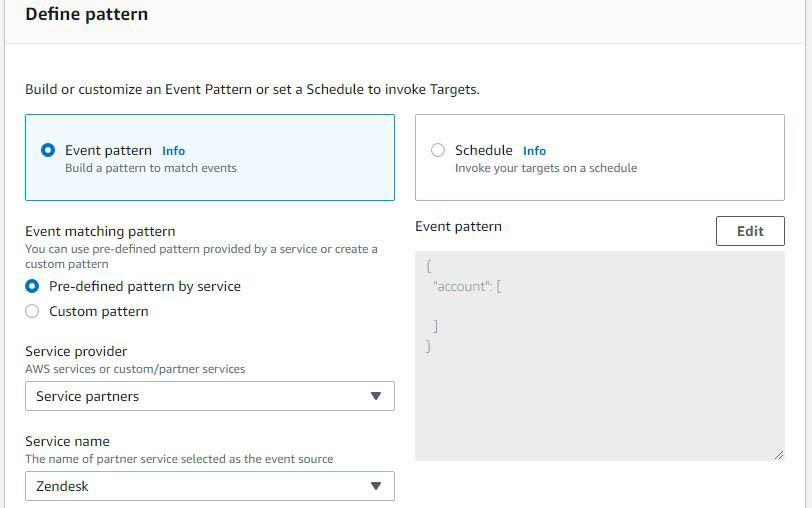 Define pattern
Build or customize an Event Pattern or set a Schedule to invoke Targets.
Event pattern Info
Build a pattern to match events
Schedule Info
Invoke your targets on a schedule
Event matching pattern
You can use pre-defined pattern provided by a service or create a
custom pattern
Pre-defined pattern by service
Custom pattern
Service provider
AWS services or custom/partner services
Service partners
Service name
The name of partner service selected as the event source
Zendesk
Event pattern
Edit
{
"account": [
]
}